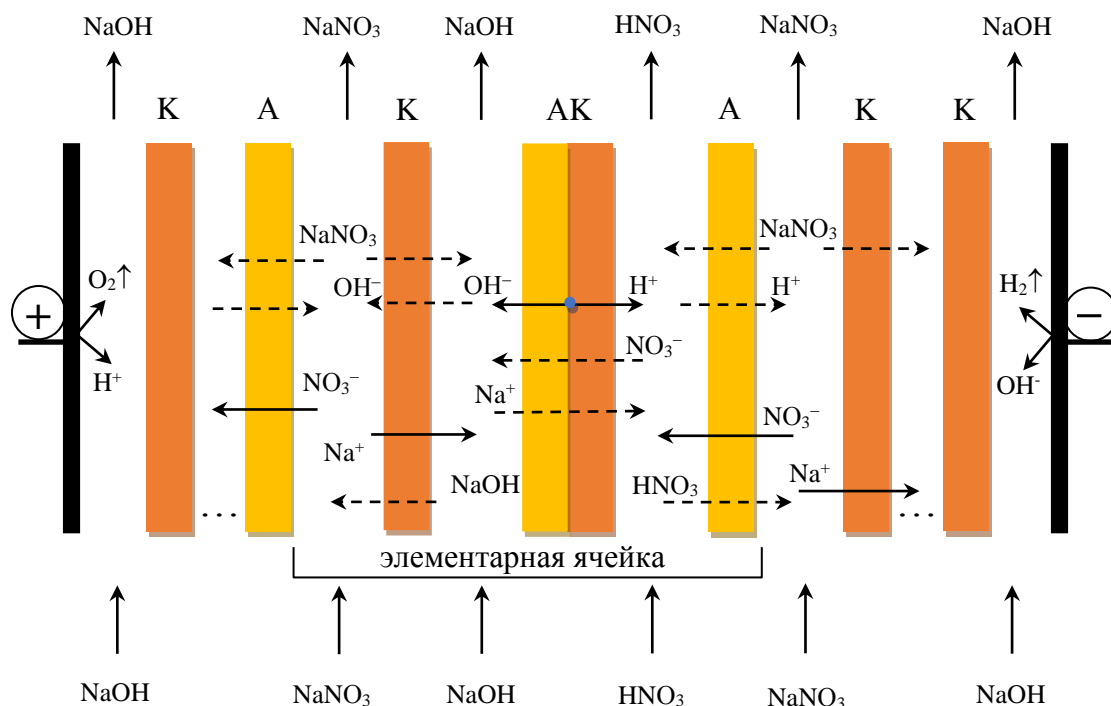 NaOH NaNO₃ NaOH HNO₃ NaNO₃ NaOH
К А К АК А К К
NaNO₃ NaNO₃
O₂↑ OH⁻ OH⁻ H⁺ H⁺ H₂↑
+ −
H⁺ NO₃⁻ NO₃⁻ OH⁻
Na⁺ NO₃⁻
Na⁺ Na⁺
NaOH HNO₃
... ...
элементарная ячейка
NaOH NaNO₃ NaOH HNO₃ NaNO₃ NaOH